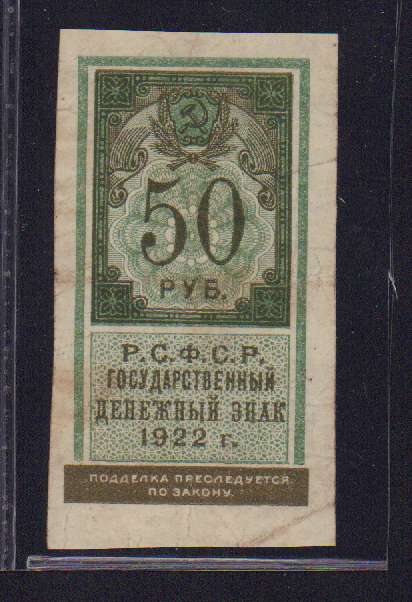 50
РУБ.
Р.С.Ф.С.Р.
ГОСУДАРСТВЕННЫЙ
ДЕНЕЖНЫЙ ЗНАК
1922 г.
ПОДДЕЛКА ПРЕСЛЕДУЕТСЯ
ПО ЗАКОНУ.